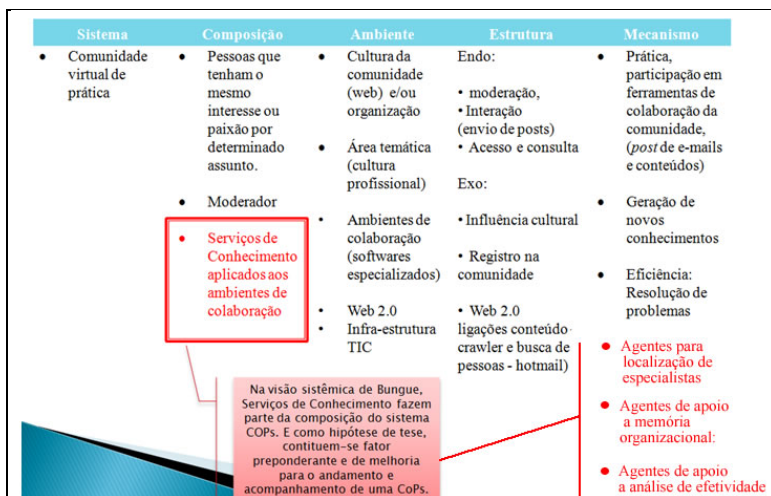 Sistema
Composição
Ambiente
Estrutura
Mecanismo
• Comunidade
virtual de
prática
• Pessoas que
tenham o
mesmo
interesse ou
paixão por
determinado
assunto.
• Moderador
• Serviços de
Conhecimento
aplicados aos
ambientes de
colaboração
• Cultura da
comunidade
(web) e/ou
organização
• Área temática
(cultura
profissional)
• Ambientes de
colaboração
(softwares
especializados)
• Web 2.0
• Infra-estrutura
TIC
Endo:
• moderação,
• Interação
(envio de posts)
• Acesso e consulta
Exo:
• Influência cultural
• Registro na
comunidade
• Web 2.0
ligações conteúdo-
crawler e busca de
pessoas - hotmail)
• Prática,
participação em
ferramentas de
colaboração da
comunidade,
(post de e-mails
e conteúdos)
• Geração de
novos
conhecimentos
• Eficiência:
Resolução de
problemas
• Agentes para
localização de
especialistas
• Agentes de apoio
a memória
organizacional:
• Agentes de apoio
a análise de efetividade
Na visão sistêmica de Bungue,
Serviços de Conhecimento fazem
parte da composição do sistema
COPs. E como hipótese de tese,
contituem-se fator
preponderante e de melhoria
para o andamento e
acompanhamento de uma CoPs.